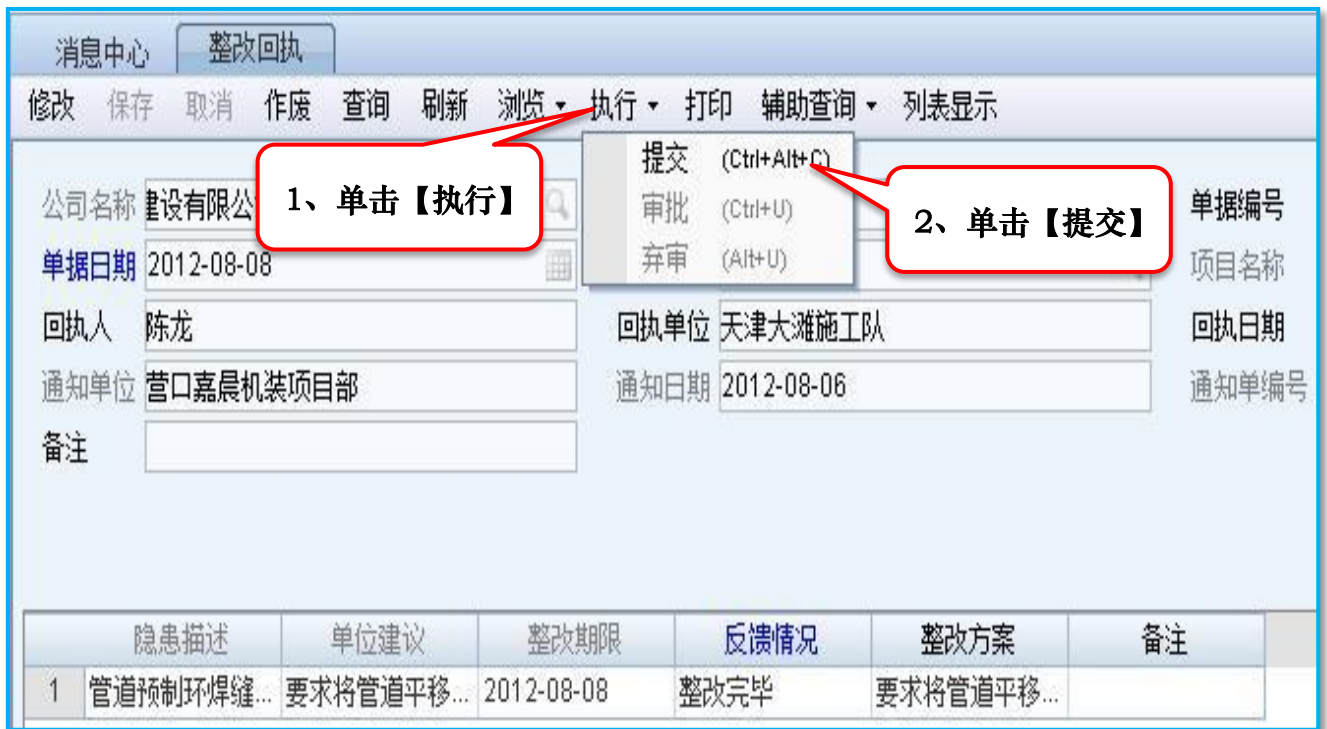 消息中心 整改回执
修改 保存 取消 作废 查询 刷新 浏览 执行 打印 辅助查询 列表显示
提交 (Ctrl+Alt+C)
审批 (Ctrl+U)
弃审 (Alt+U)
1、单击【执行】
2、单击【提交】
公司名称 建设有限公 单据编号
单据日期 2012-08-08 项目名称
回执人 陈龙 回执单位 天津大滩施工队 回执日期
通知单位 营口嘉晨机装项目部 通知日期 2012-08-06 通知单编号
备注
隐患描述 单位建议 整改期限 反馈情况 整改方案 备注
1 管道预制环焊缝... 要求将管道平移... 2012-08-08 整改完毕 要求将管道平移...